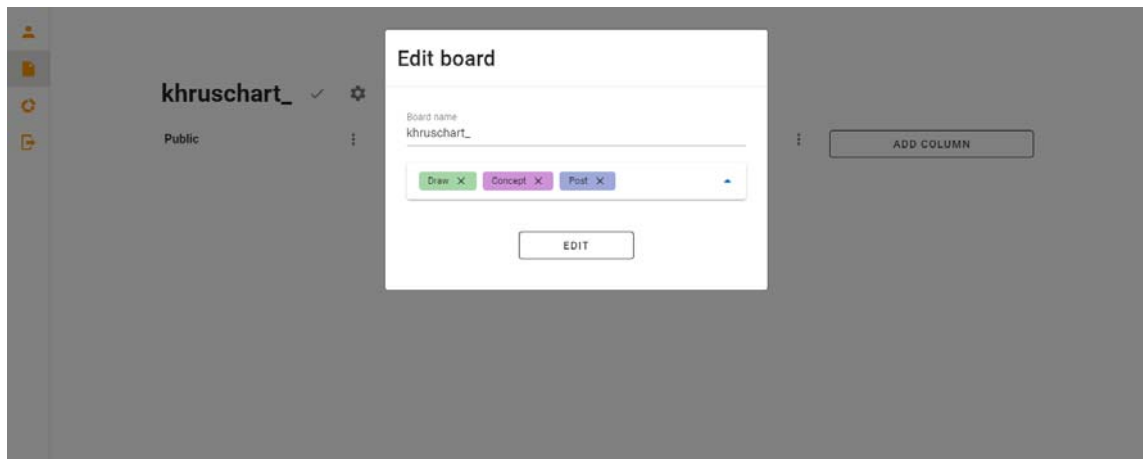 Edit board
khruschart_
Board name
khruschart_
Public
ADD COLUMN
Draw Concept Post
EDIT